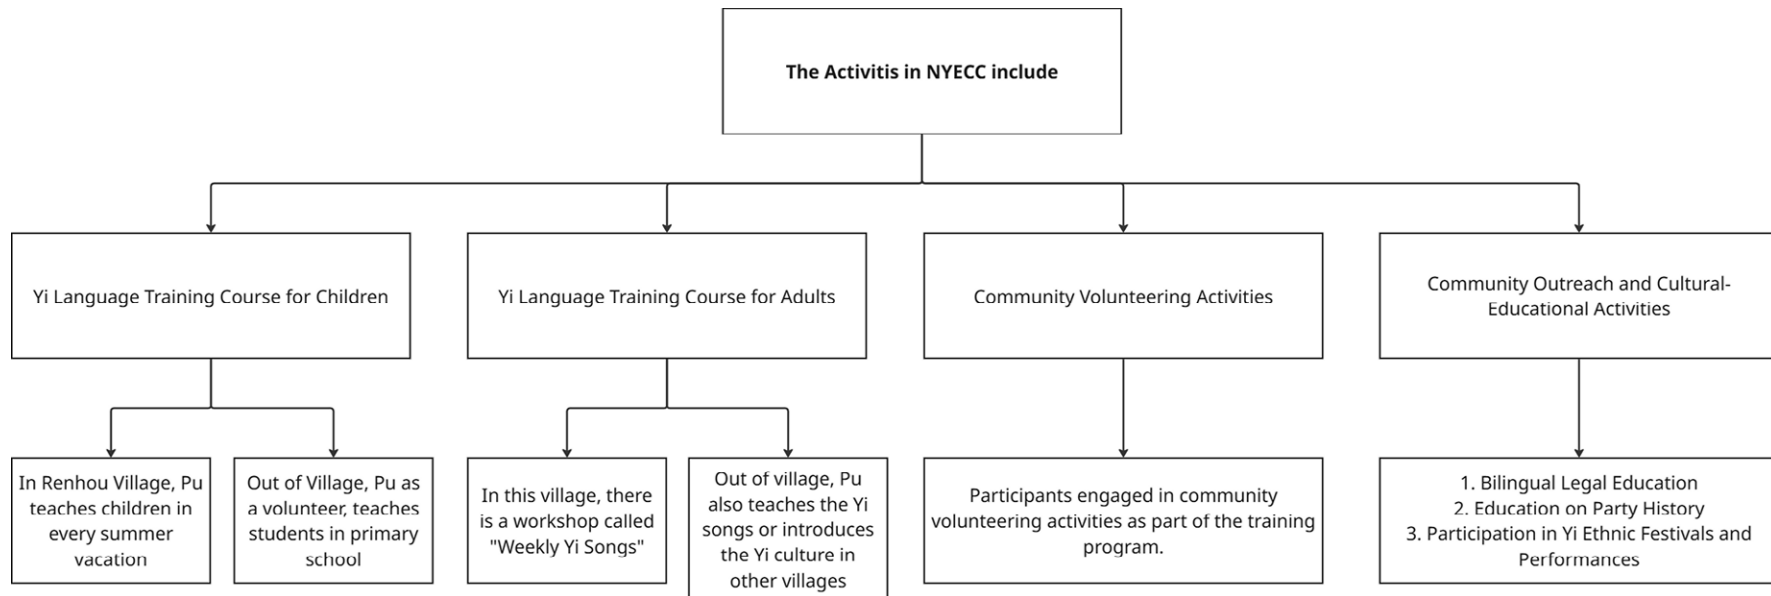 The Activitis in NYECC include
Yi Language Training Course for Children
Yi Language Training Course for Adults
Community Volunteering Activities
Community Outreach and Cultural-
Educational Activities
In Renhou Village, Pu
teaches children in
every summer
vacation
Out of Village, Pu as
a volunteer, teaches
students in primary
school
In this village, there
is a workshop called
"Weekly Yi Songs"
Out of village, Pu
also teaches the Yi
songs or introduces
the Yi culture in
other villages
Participants engaged in community
volunteering activities as part of the training
program.
1. Bilingual Legal Education
2. Education on Party History
3. Participation in Yi Ethnic Festivals and
Performances